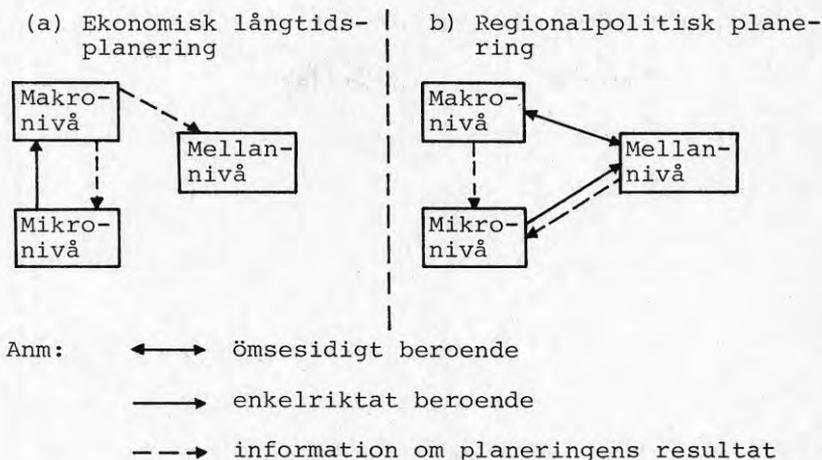 (a) Ekonomisk långtids-
planering
b) Regionalpolitisk plane-
ring
Makro-
nivå
Mellan-
nivå
Mikro-
nivå
Makro-
nivå
Mellan-
nivå
Mikro-
nivå
Anm:
ömsesidigt beroende
enkelriktat beroende
information om planeringens resultat